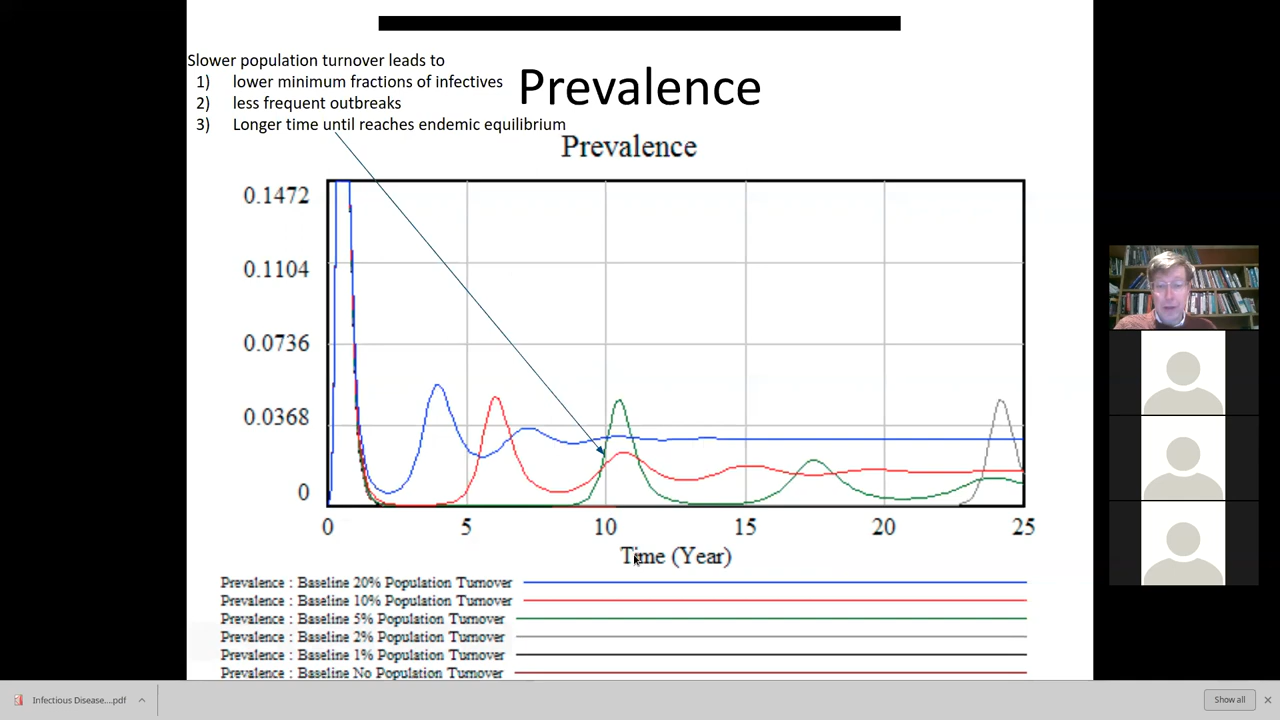 Slower population turnover leads to
1) lower minimum fractions of infectives
2) less frequent outbreaks
3) Longer time until reaches endemic equilibrium
Prevalence
Prevalence
0.1472
0.1104
0.0736
0.0368
0
0 5 10 15 20 25
Time (Year)
Prevalence : Baseline 20% Population Turnover
Prevalence : Baseline 10% Population Turnover
Prevalence : Baseline 5% Population Turnover
Prevalence : Baseline 2% Population Turnover
Prevalence : Baseline 1% Population Turnover
Prevalence : Baseline No Population Turnover
Infectious Disease....pdf
Show all